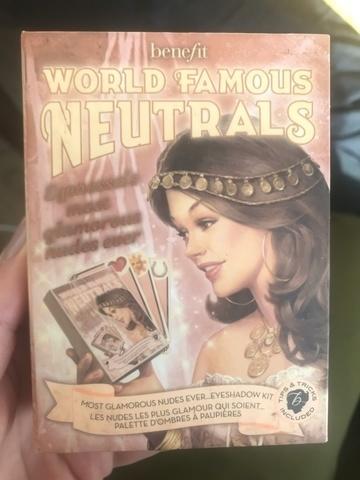 benefit
WORLD FAMOUS
NEUTRALS
most
glamorous
nudes ever
NEUTRAL
MOST GLAMOROUS NUDES EVER...EYESHADOW KIT
LES NUDES LES PLUS GLAMOUR QUI SOIENT...
PALETTE D'OMBRES À PAUPIÈRES
TIPS & TRICKS
b.
INCLUDED